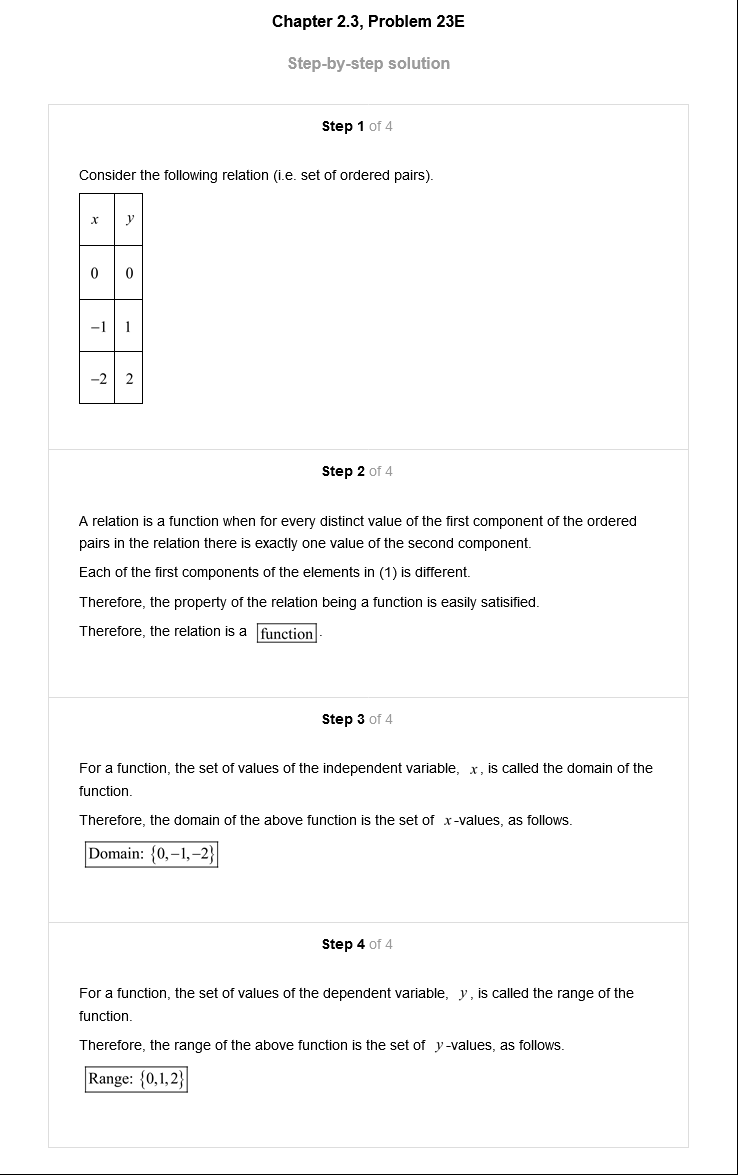 Chapter 2.3, Problem 23E
Step-by-step solution
Step 1 of 4
Consider the following relation (i.e. set of ordered pairs).
x y
0 0
−1 1
−2 2
Step 2 of 4
A relation is a function when for every distinct value of the first component of the ordered
pairs in the relation there is exactly one value of the second component.
Each of the first components of the elements in (1) is different.
Therefore, the property of the relation being a function is easily satisified.
Therefore, the relation is a function.
Step 3 of 4
For a function, the set of values of the independent variable, x, is called the domain of the
function.
Therefore, the domain of the above function is the set of x-values, as follows.
Domain: {0,−1,−2}
Step 4 of 4
For a function, the set of values of the dependent variable, y, is called the range of the
function.
Therefore, the range of the above function is the set of y-values, as follows.
Range: {0,1,2}